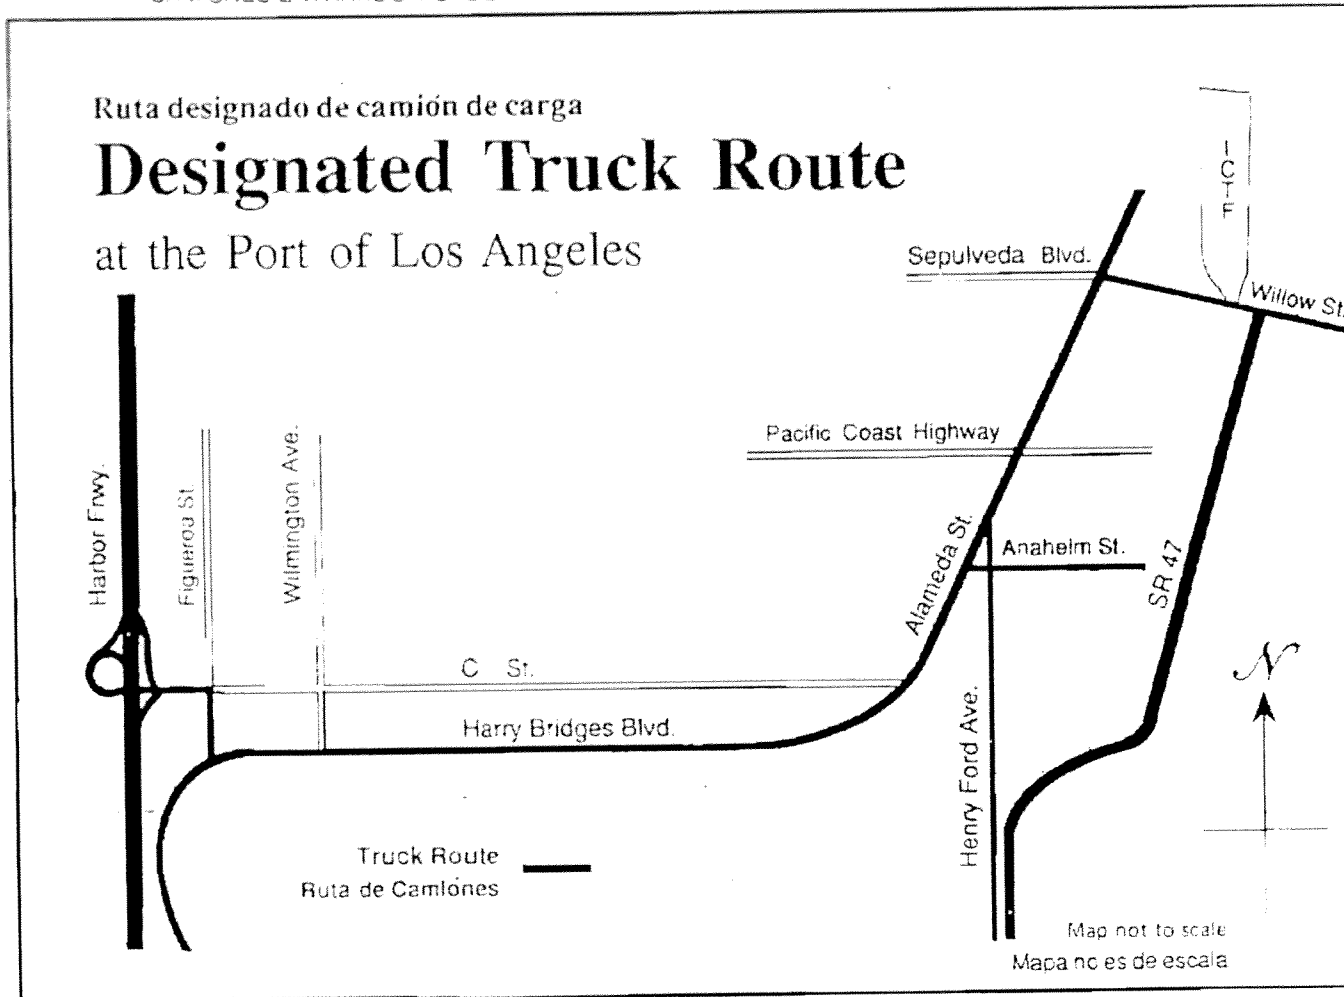 Ruta designado de camión de carga
Designated Truck Route
at the Port of Los Angeles
ICTF
Sepulveda Blvd.
Willow St.
Pacific Coast Highway
Harbor Frwy.
Figueroa St.
Wilmington Ave.
Alameda St.
Anaheim St.
SR 47
C St.
N
Harry Bridges Blvd.
Henry Ford Ave.
Truck Route
Ruta de Camiónes
Map not to scale
Mapa no es de escala